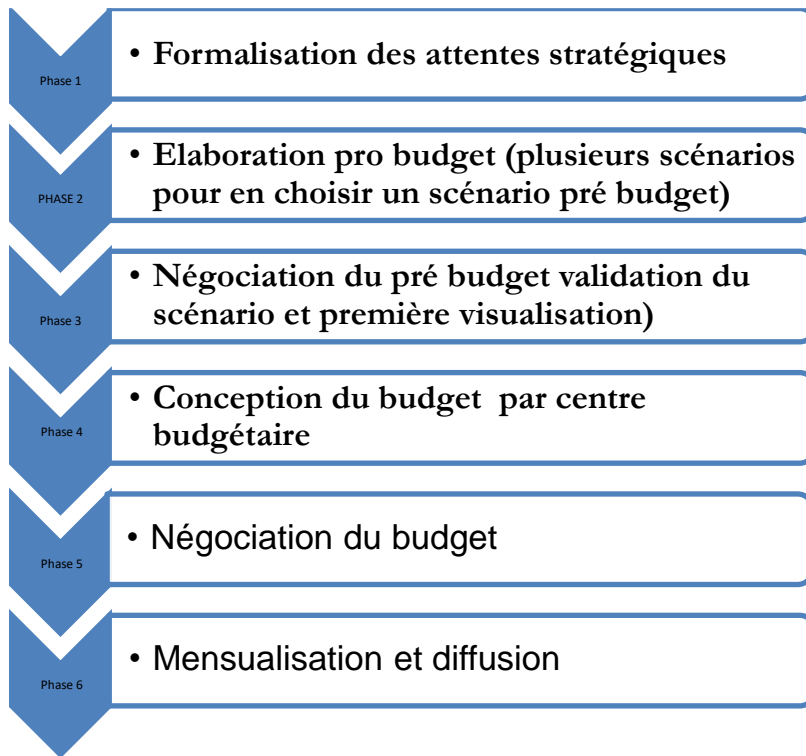 Phase 1
• Formalisation des attentes stratégiques
PHASE 2
• Elaboration pro budget (plusieurs scénarios
pour en choisir un scénario pré budget)
Phase 3
• Négociation du pré budget validation du
scénario et première visualisation)
Phase 4
• Conception du budget par centre
budgétaire
Phase 5
• Négociation du budget
Phase 6
• Mensualisation et diffusion